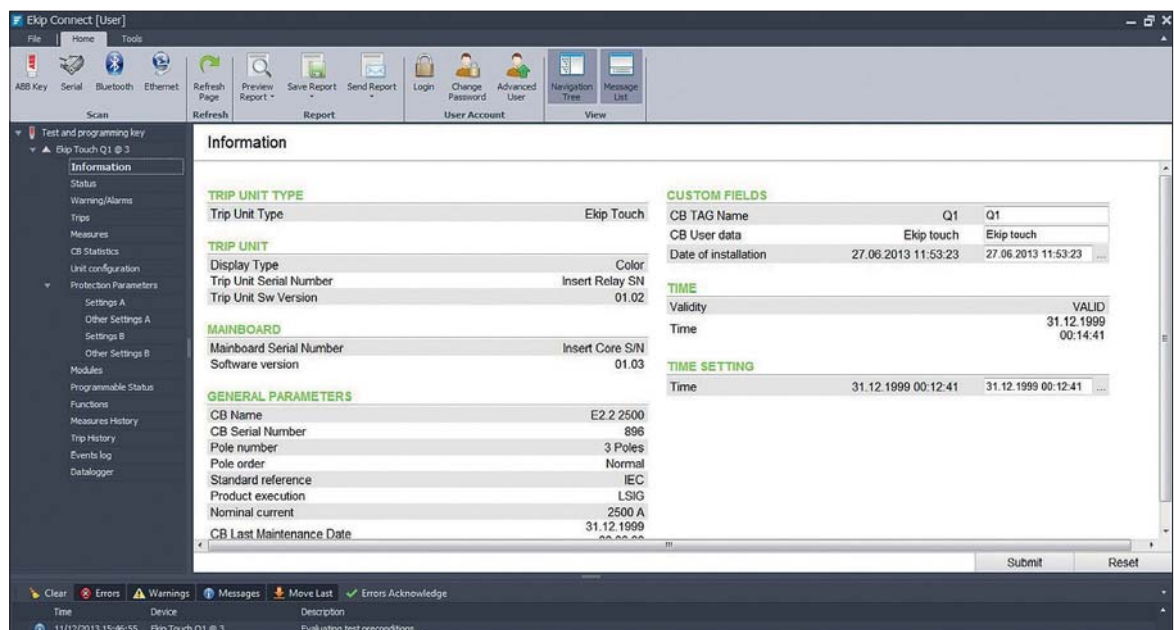 Ekip Connect [User]
File Home Tools
ABB Key Serial Bluetooth Ethernet Refresh Page Preview Report Save Report Send Report Login Change Password Advanced User Navigation Tree Message List
Scan Refresh Report User Account View
Test and programming key
Ekip Touch Q1 @ 3
Information
Status
Warning/Alarms
Trips
Measures
CB Statistics
Unit configuration
Protection Parameters
Settings A
Other Settings A
Settings B
Other Settings B
Modules
Programmable Status
Functions
Measures History
Trip History
Events log
Datalogger
Information
TRIP UNIT TYPE
Trip Unit Type Ekip Touch
TRIP UNIT
Display Type Color
Trip Unit Serial Number Insert Relay SN
Trip Unit Sw Version 01.02
MAINBOARD
Mainboard Serial Number Insert Core S/N
Software version 01.03
GENERAL PARAMETERS
CB Name E2.2 2500
CB Serial Number 896
Pole number 3 Poles
Pole order Normal
Standard reference IEC
Product execution LSIG
Nominal current 2500 A
CB Last Maintenance Date 31.12.1999
CUSTOM FIELDS
CB TAG Name Q1 Q1
CB User data Ekip touch Ekip touch
Date of installation 27.06.2013 11:53:23 27.06.2013 11:53:23 ...
TIME
Validity VALID
Time 31.12.1999
00:14:41
TIME SETTING
Time 31.12.1999 00:12:41 31.12.1999 00:12:41 ...
Submit Reset
Clear Errors Warnings Messages Move Last Errors Acknowledge
Time Device Description
11/12/2013 15:46:55 Ekip Touch Q1 @ 3 Evaluating test preconditions